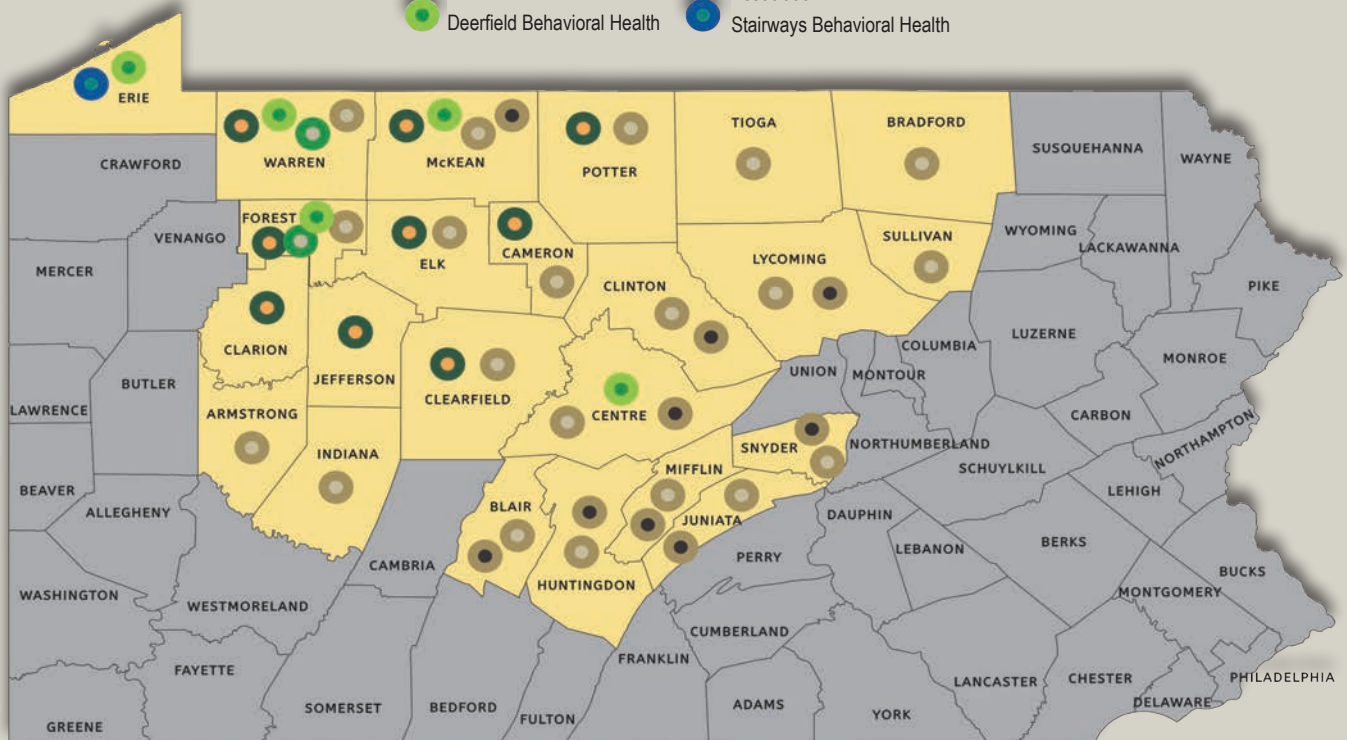 Deerfield Behavioral Health
Stairways Behavioral Health
ERIE
CRAWFORD
WARREN
McKEAN
POTTER
TIOGA
BRADFORD
SUSQUEHANNA
WAYNE
FOREST
VENANGO
MERCER
ELK
CAMERON
CLINTON
LYCOMING
SULLIVAN
WYOMING
LACKAWANNA
PIKE
CLARION
JEFFERSON
CLEARFIELD
CENTRE
UNION
MONTOUR
COLUMBIA
LUZERNE
MONROE
LAWRENCE
BUTLER
ARMSTRONG
INDIANA
SNYDER
NORTHUMBERLAND
CARBON
NORTHAMPTON
SCHUYLKILL
LEHIGH
BEAVER
ALLEGHENY
BLAIR
MIFFLIN
JUNIATA
DAUPHIN
LEBANON
BERKS
BUCKS
CAMBRIA
HUNTINGDON
PERRY
MONTGOMERY
WASHINGTON
WESTMORELAND
CUMBERLAND
FAYETTE
FRANKLIN
LANCASTER
CHESTER
PHILADELPHIA
DELAWARE
GREENE
SOMERSET
BEDFORD
FULTON
ADAMS
YORK